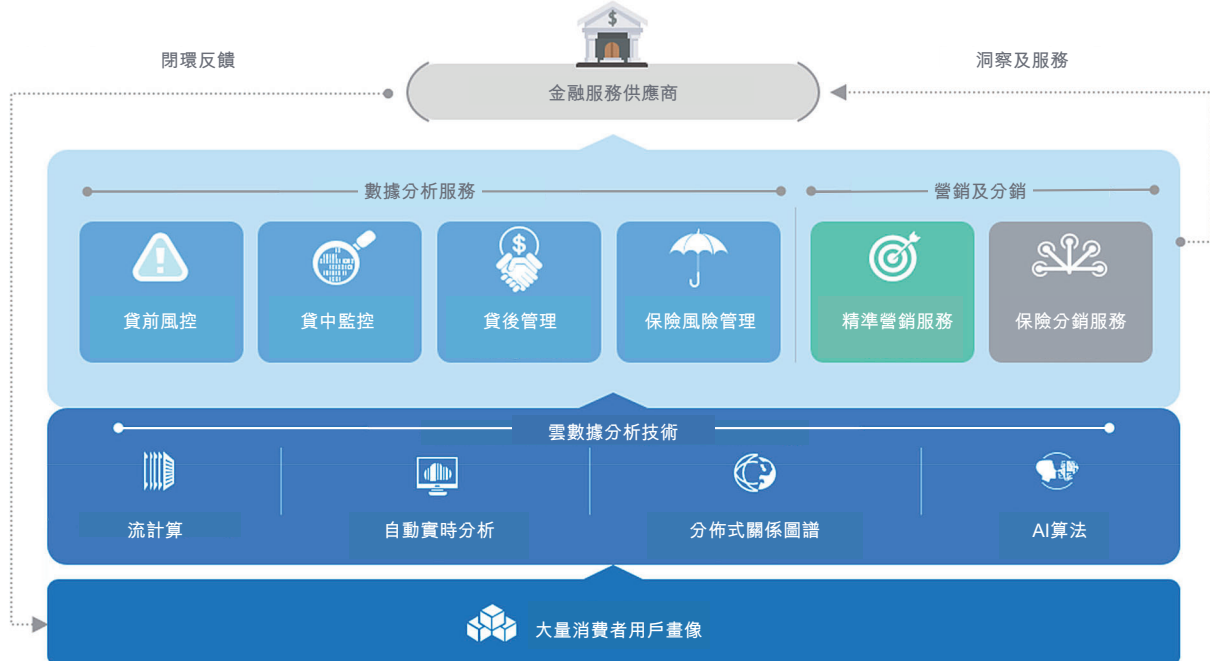 閉環反饋
洞察及服務
金融服務供應商
數據分析服務
營銷及分銷
貸前風控
貸中監控
貸後管理
保險風險管理
精準營銷服務
保險分銷服務
雲數據分析技術
流計算
自動實時分析
分佈式關係圖譜
AI算法
大量消費者用戶畫像